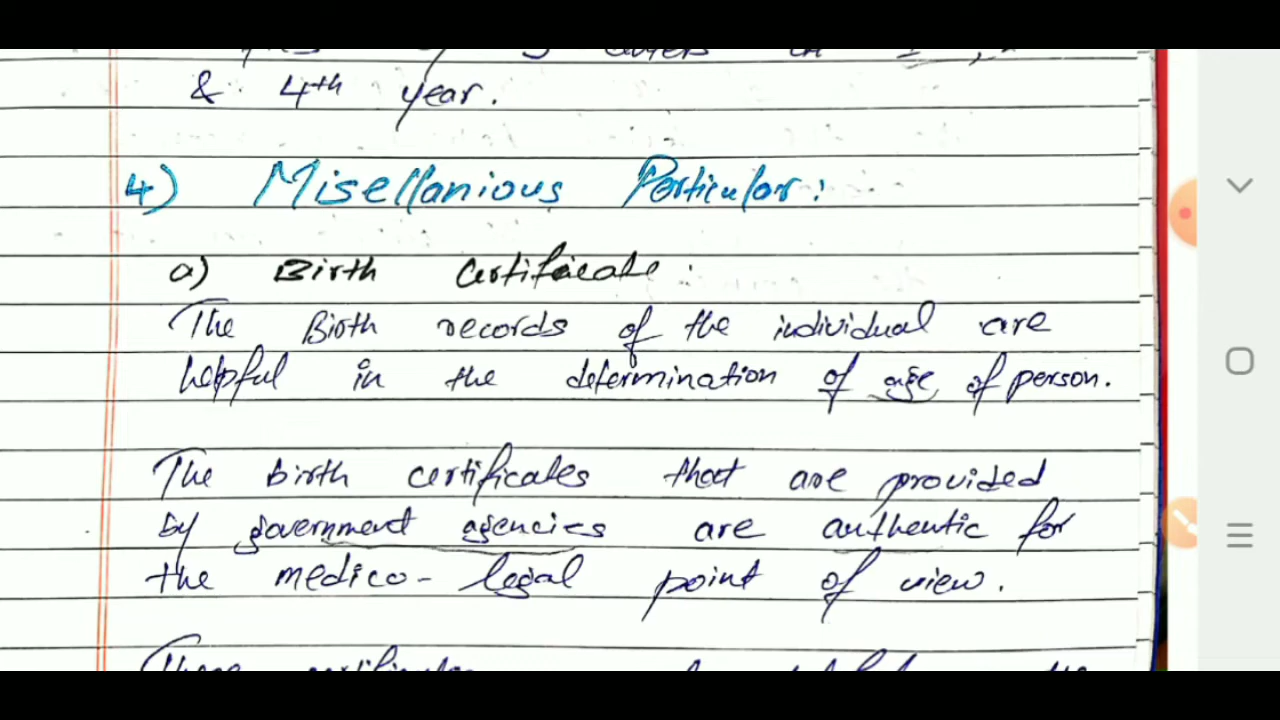 & 4th year.
4) Misellanious Particular:
a) Birth Certificate:
The Birth records of the individual are
helpful in the determination of age of person.
The birth certificates that are provided
by government agencies are authentic for
the medico-legal point of view.